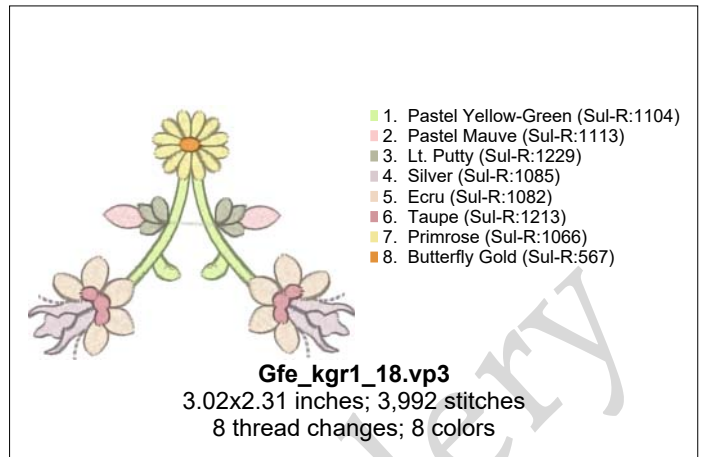 1. Pastel Yellow-Green (Sul-R:1104)
2. Pastel Mauve (Sul-R:1113)
3. Lt. Putty (Sul-R:1229)
4. Silver (Sul-R:1085)
5. Ecru (Sul-R:1082)
6. Taupe (Sul-R:1213)
7. Primrose (Sul-R:1066)
8. Butterfly Gold (Sul-R:567)
Gfe_kgr1_18.vp3
3.02x2.31 inches; 3,992 stitches
8 thread changes; 8 colors